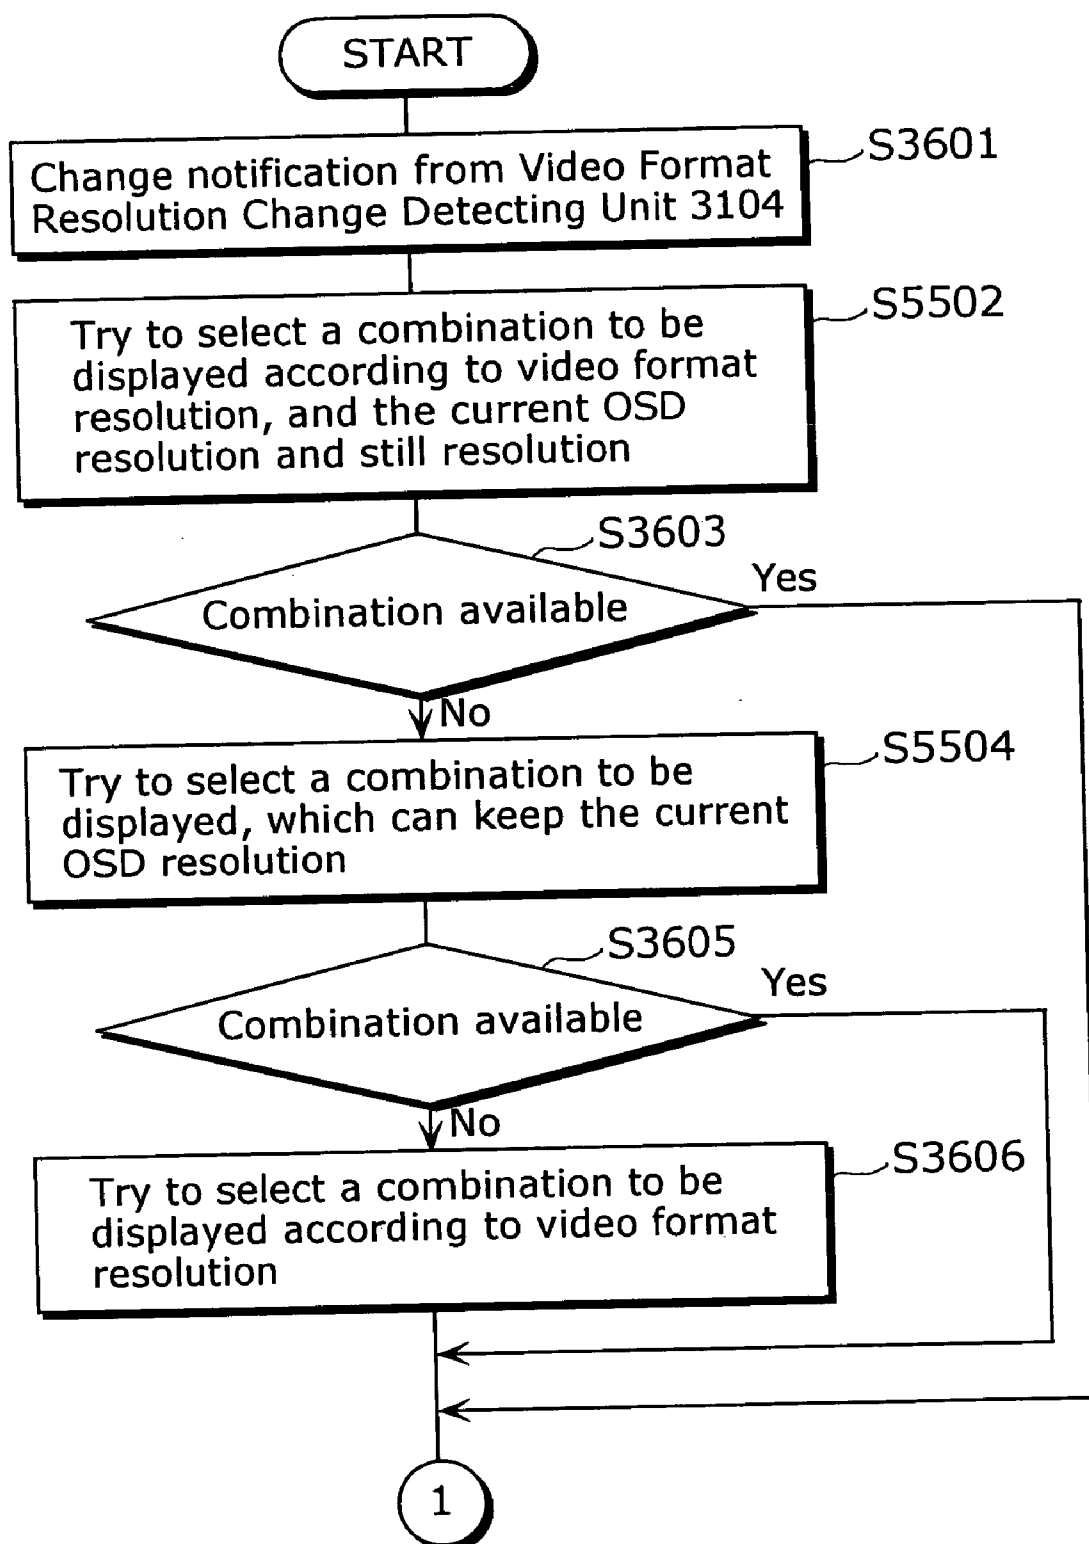 START
Change notification from Video Format
Resolution Change Detecting Unit 3104
S3601
Try to select a combination to be
displayed according to video format
resolution, and the current OSD
resolution and still resolution
S5502
S3603
Combination available
Yes
No
Try to select a combination to be
displayed, which can keep the current
OSD resolution
S5504
S3605
Combination available
Yes
No
Try to select a combination to be
displayed according to video format
resolution
S3606
1